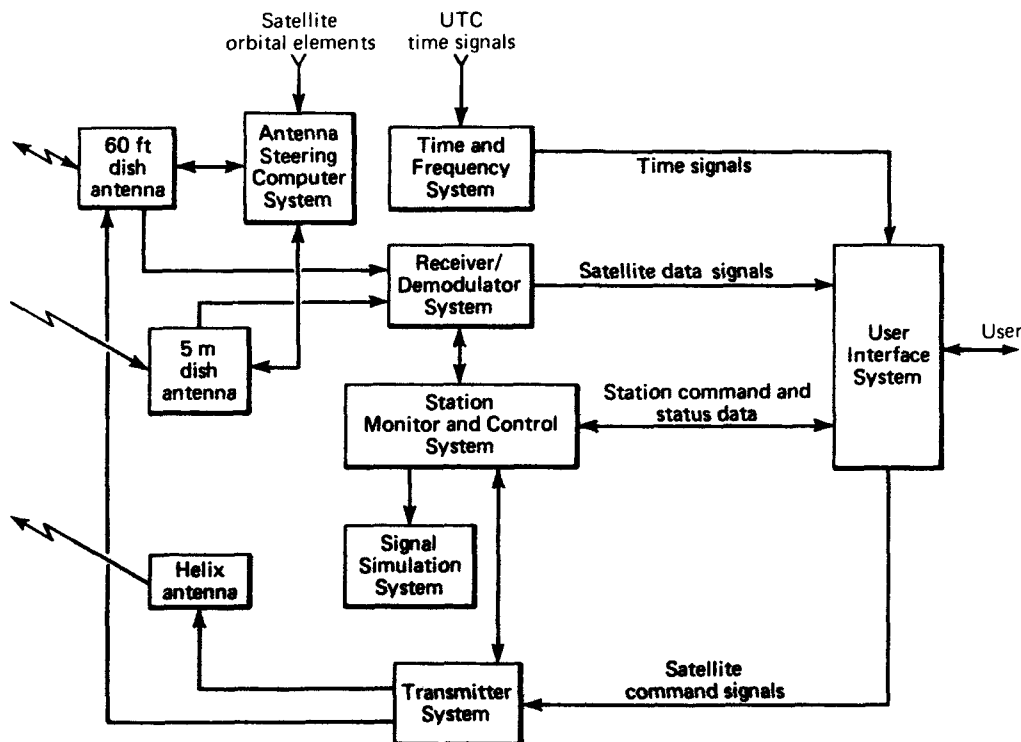 Satellite
orbital elements
UTC
time signals
60 ft
dish
antenna
Antenna
Steering
Computer
System
Time and
Frequency
System
Time signals
Receiver/
Demodulator
System
Satellite data signals
5 m
dish
antenna
User
Interface
System
User
Station
Monitor and Control
System
Station command and
status data
Signal
Simulation
System
Helix
antenna
Transmitter
System
Satellite
command signals